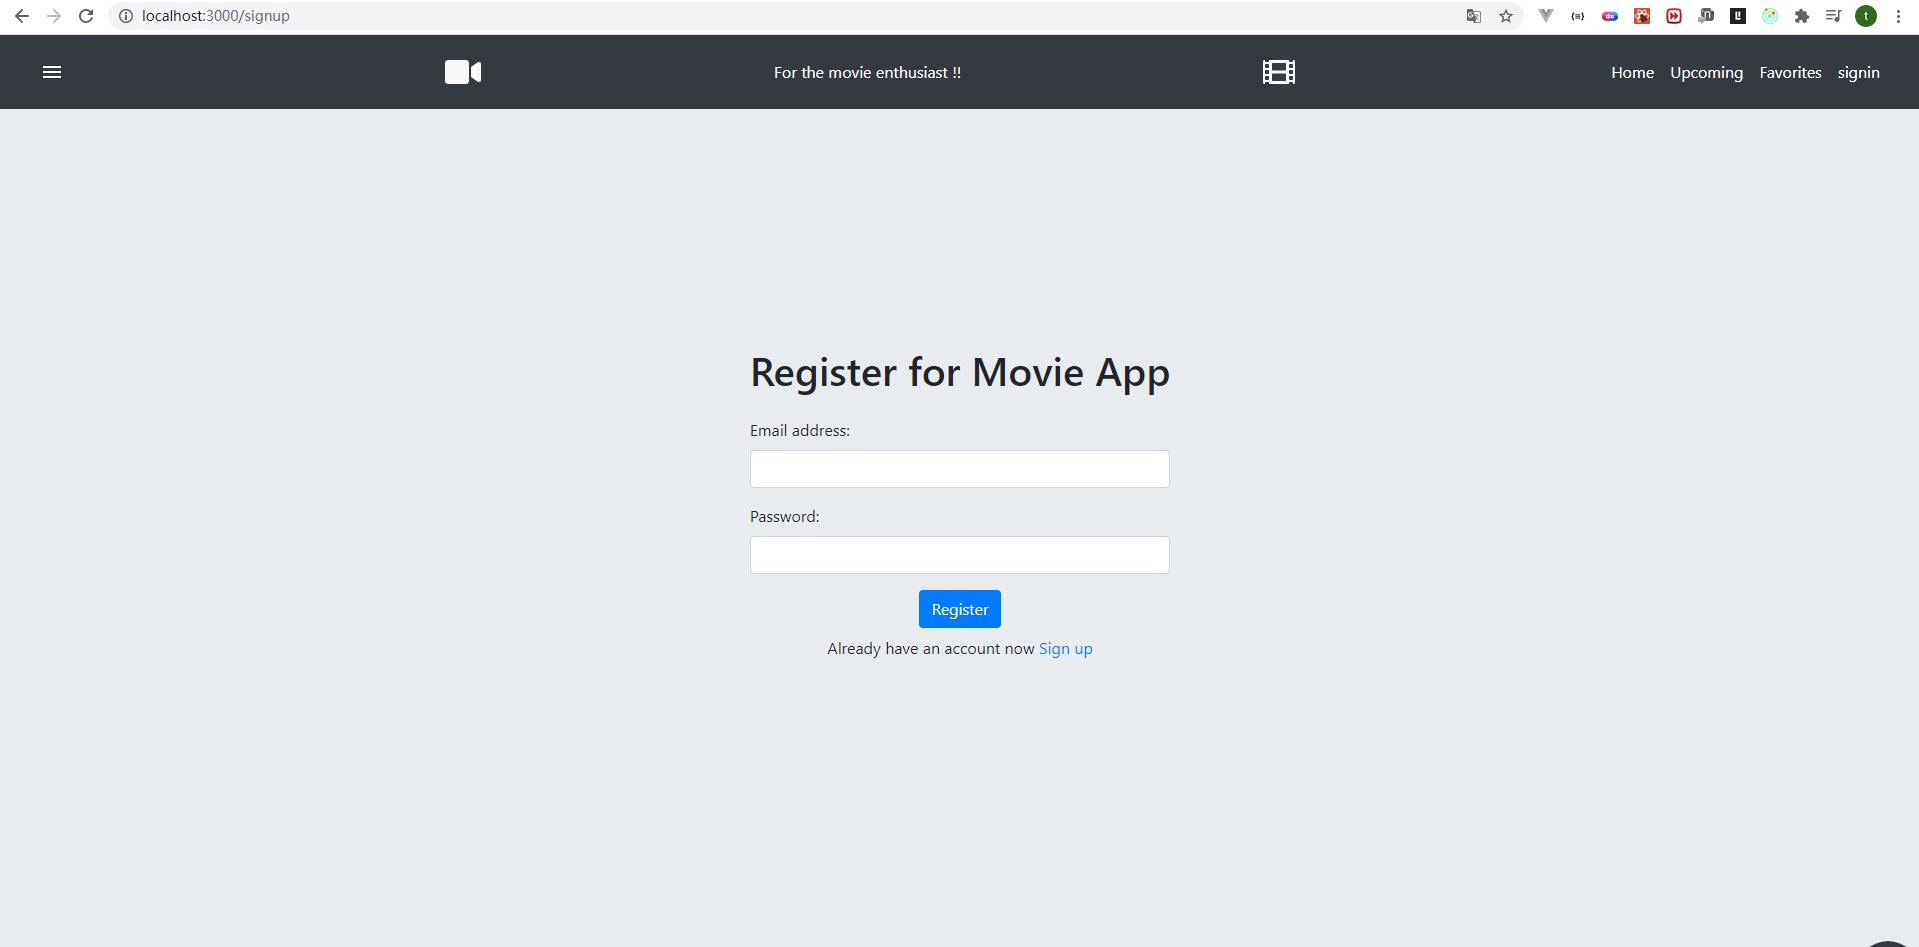 localhost:3000/signup
For the movie enthusiast !!
Home Upcoming Favorites signin
Register for Movie App
Email address:
Password:
Register
Already have an account now Sign up
t